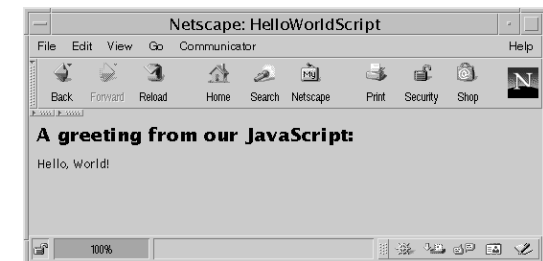 Netscape: HelloWorldScript
File Edit View Go Communicator Help
My N
Back Forward Reload Home Search Netscape Print Security Shop
A greeting from our JavaScript:
Hello, World!
100%